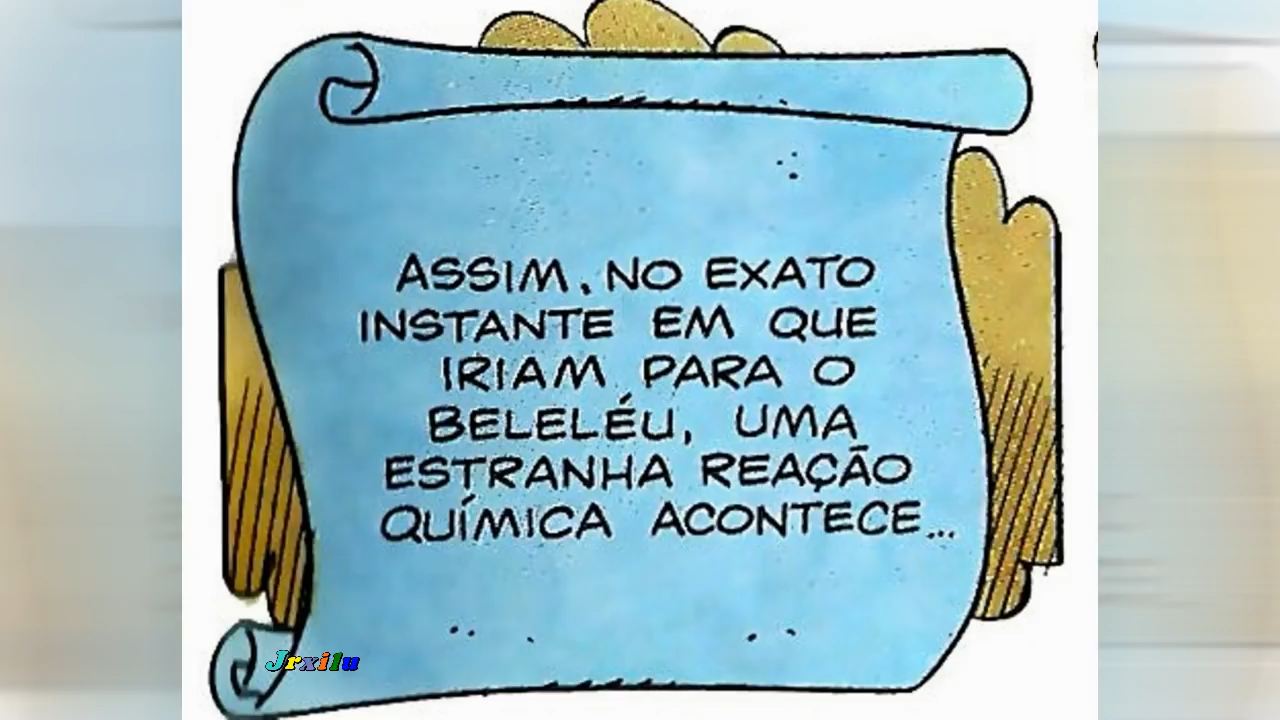 ASSIM, NO EXATO
INSTANTE EM QUE
IRIAM PARA O
BELELÉU, UMA
ESTRANHA REAÇÃO
QUÍMICA ACONTECE...
Jrxilu